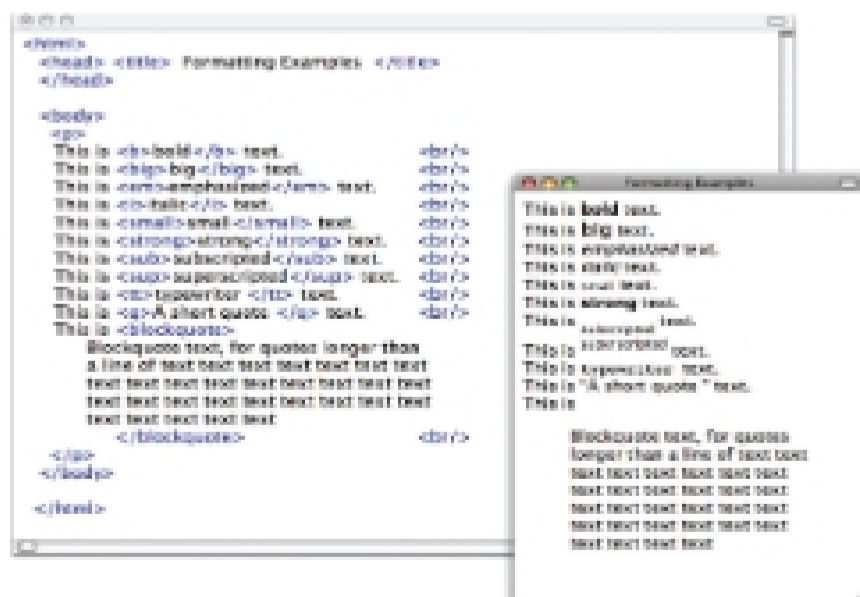 <html>
<head> <title> Formatting Examples </title>
</head>
<body>
<p>
This is <b>bold</b> text. <br/>
This is <big>big</big> text. <br/>
This is <em>emphasized</em> text. <br/>
This is <i>italic</i> text. <br/>
This is <small>small</small> text. <br/>
This is <strong>strong</strong> text. <br/>
This is <sub>subscripted</sub> text. <br/>
This is <sup>superscripted</sup> text. <br/>
This is <tt>typewriter </tt> text. <br/>
This is <q>A short quote </q> text. <br/>
This is <blockquote>
Blockquote text, for quotes longer than
a line of text text text text text text text
text text text text text text text text text
text text text text text text text text text
text text text text text
</blockquote> <br/>
</p>
</body>
</html>
Formatting Examples
This is bold text.
This is big text.
This is emphasized text.
This is italic text.
This is small text.
This is strong text.
This is subscripted text.
This is superscripted text.
This is typewriter text.
This is "A short quote " text.
This is
Blockquote text, for quotes
longer than a line of text text
text text text text text text
text text text text text text
text text text text text text
text text text text text text
text text text text